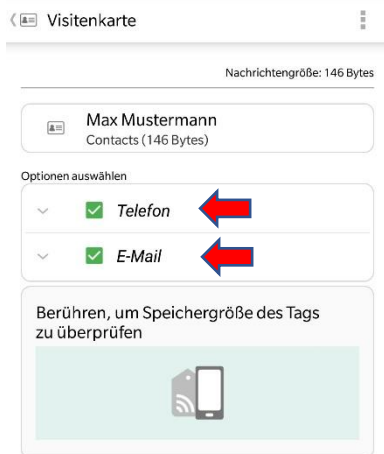 Visitenkarte
Nachrichtengröße: 146 Bytes
Max Mustermann
Contacts (146 Bytes)
Optionen auswählen
Telefon
E-Mail
Berühren, um Speichergröße des Tags
zu überprüfen